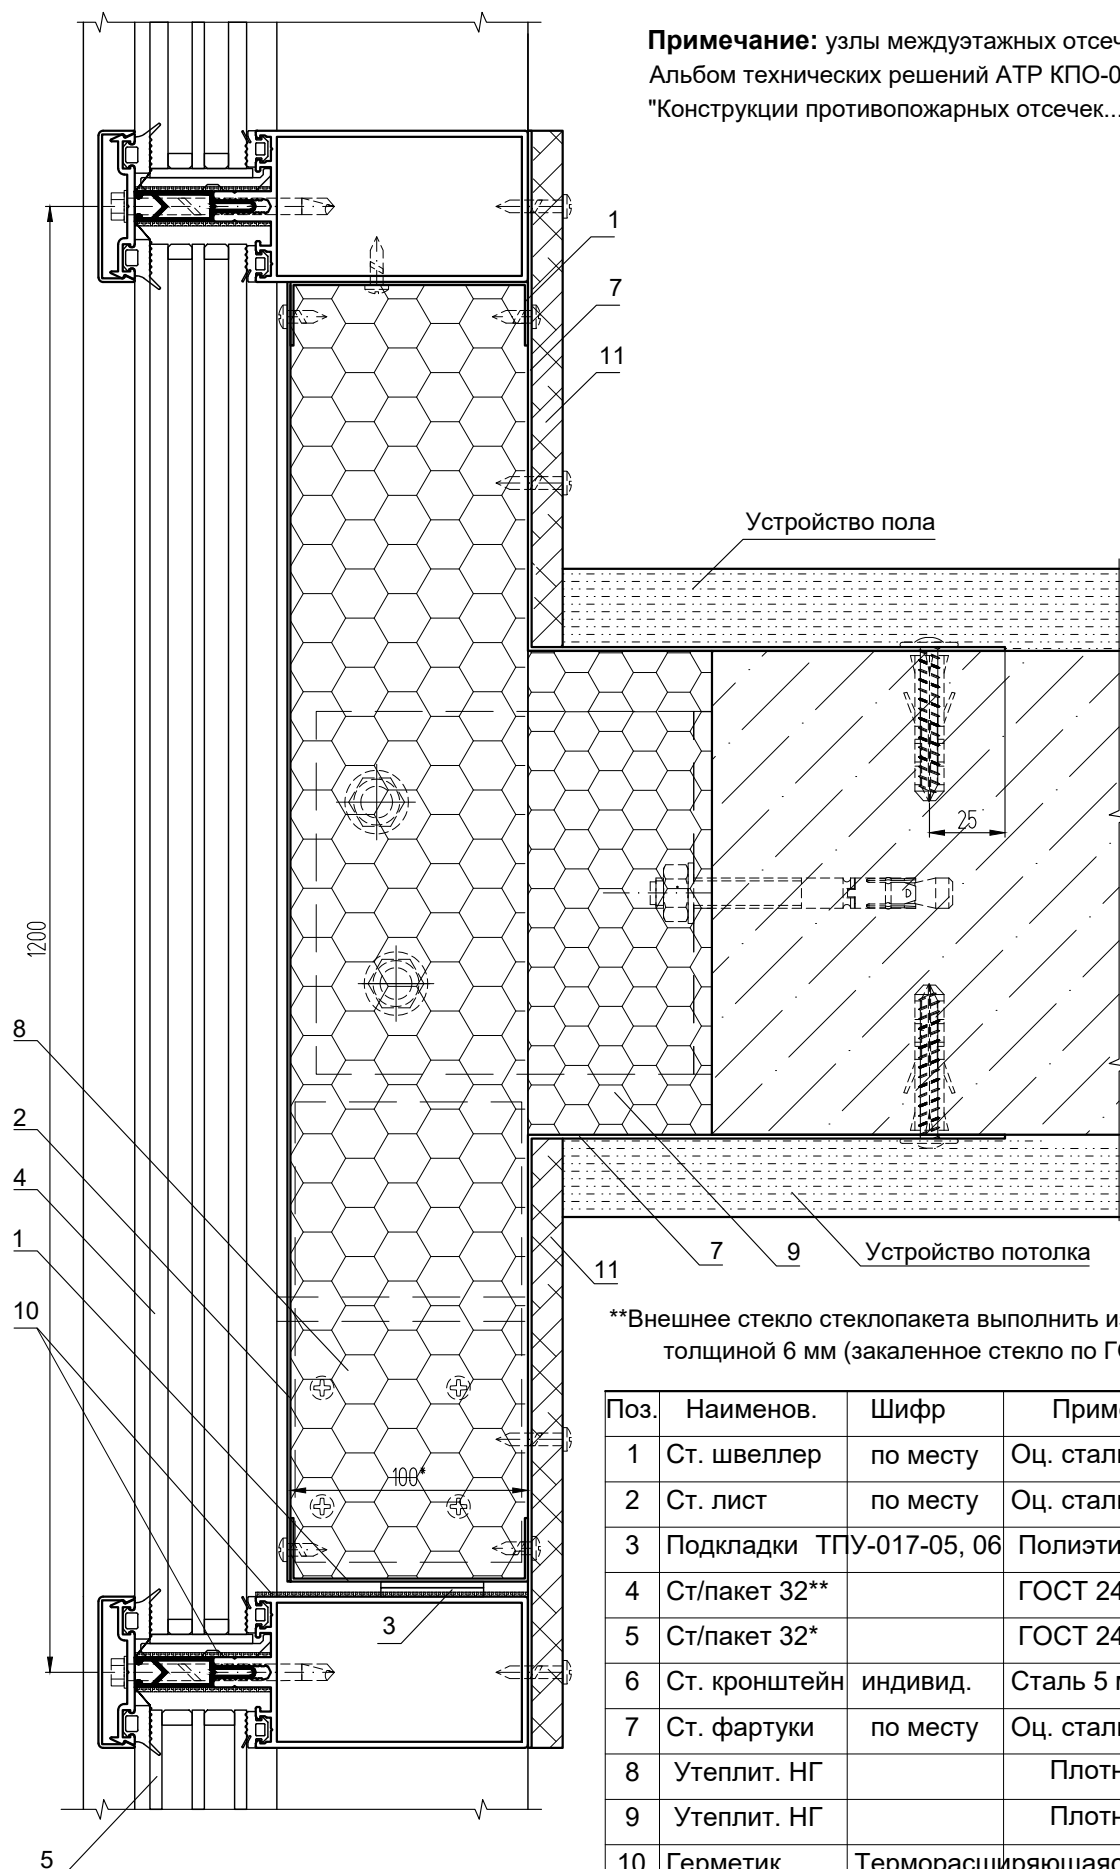 Примечание: узлы междуэтажных отсеч
Альбом технических решений АТР КПО-0
"Конструкции противопожарных отсечек...
1
7
11
Устройство пола
25
1200
8
2
4
1
10
100*
3
5
7
9
11
Устройство потолка
**Внешнее стекло стеклопакета выполнить из
толщиной 6 мм (закаленное стекло по ГО
Поз. Наименов. Шифр Приме
1 Ст. швеллер по месту Оц. стал
2 Ст. лист по месту Оц. стал
3 Подкладки ТПУ-017-05, 06 Полиэти
4 Ст/пакет 32** ГОСТ 24
5 Ст/пакет 32* ГОСТ 24
6 Ст. кронштейн индивид. Сталь 5
7 Ст. фартуки по месту Оц. стал
8 Утеплит. НГ Плотн
9 Утеплит. НГ Плотн
10 Герметик Терморасширяющаяс